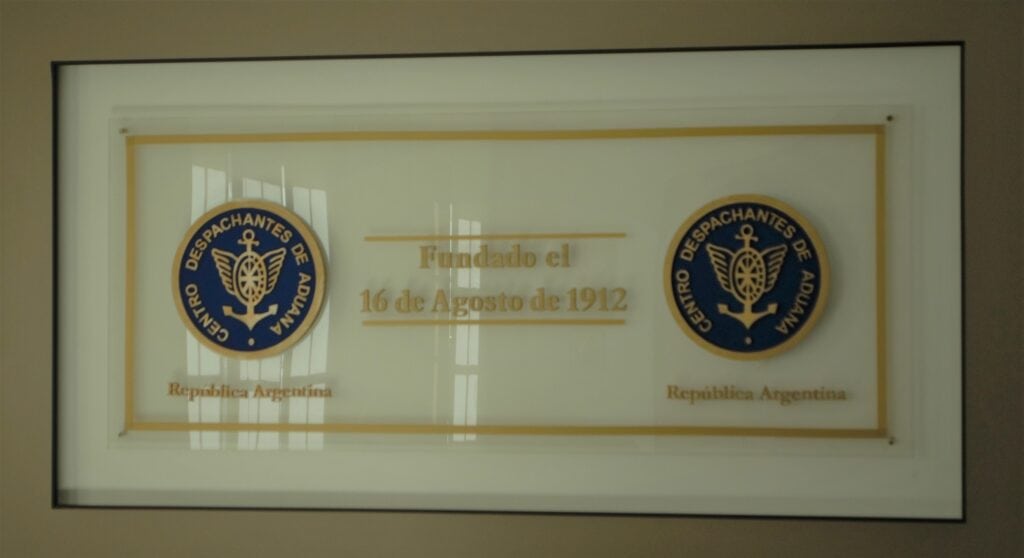 CENTRO DESPACHANTES DE ADUANA
República Argentina
Fundado el
16 de Agosto de 1912
CENTRO DESPACHANTES DE ADUANA
República Argentina